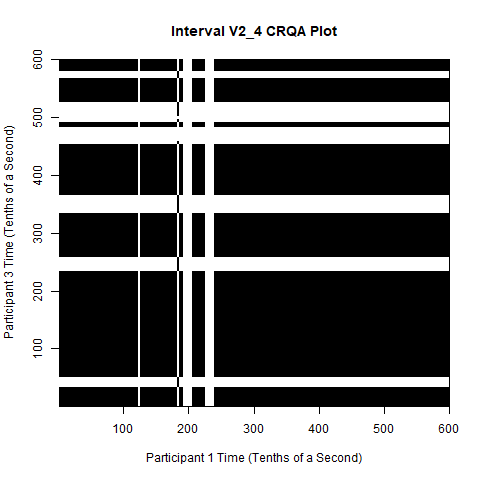 Interval V2_4 CRQA Plot
Participant 3 Time (Tenths of a Second)
600
500
400
300
200
100
100 200 300 400 500 600
Participant 1 Time (Tenths of a Second)